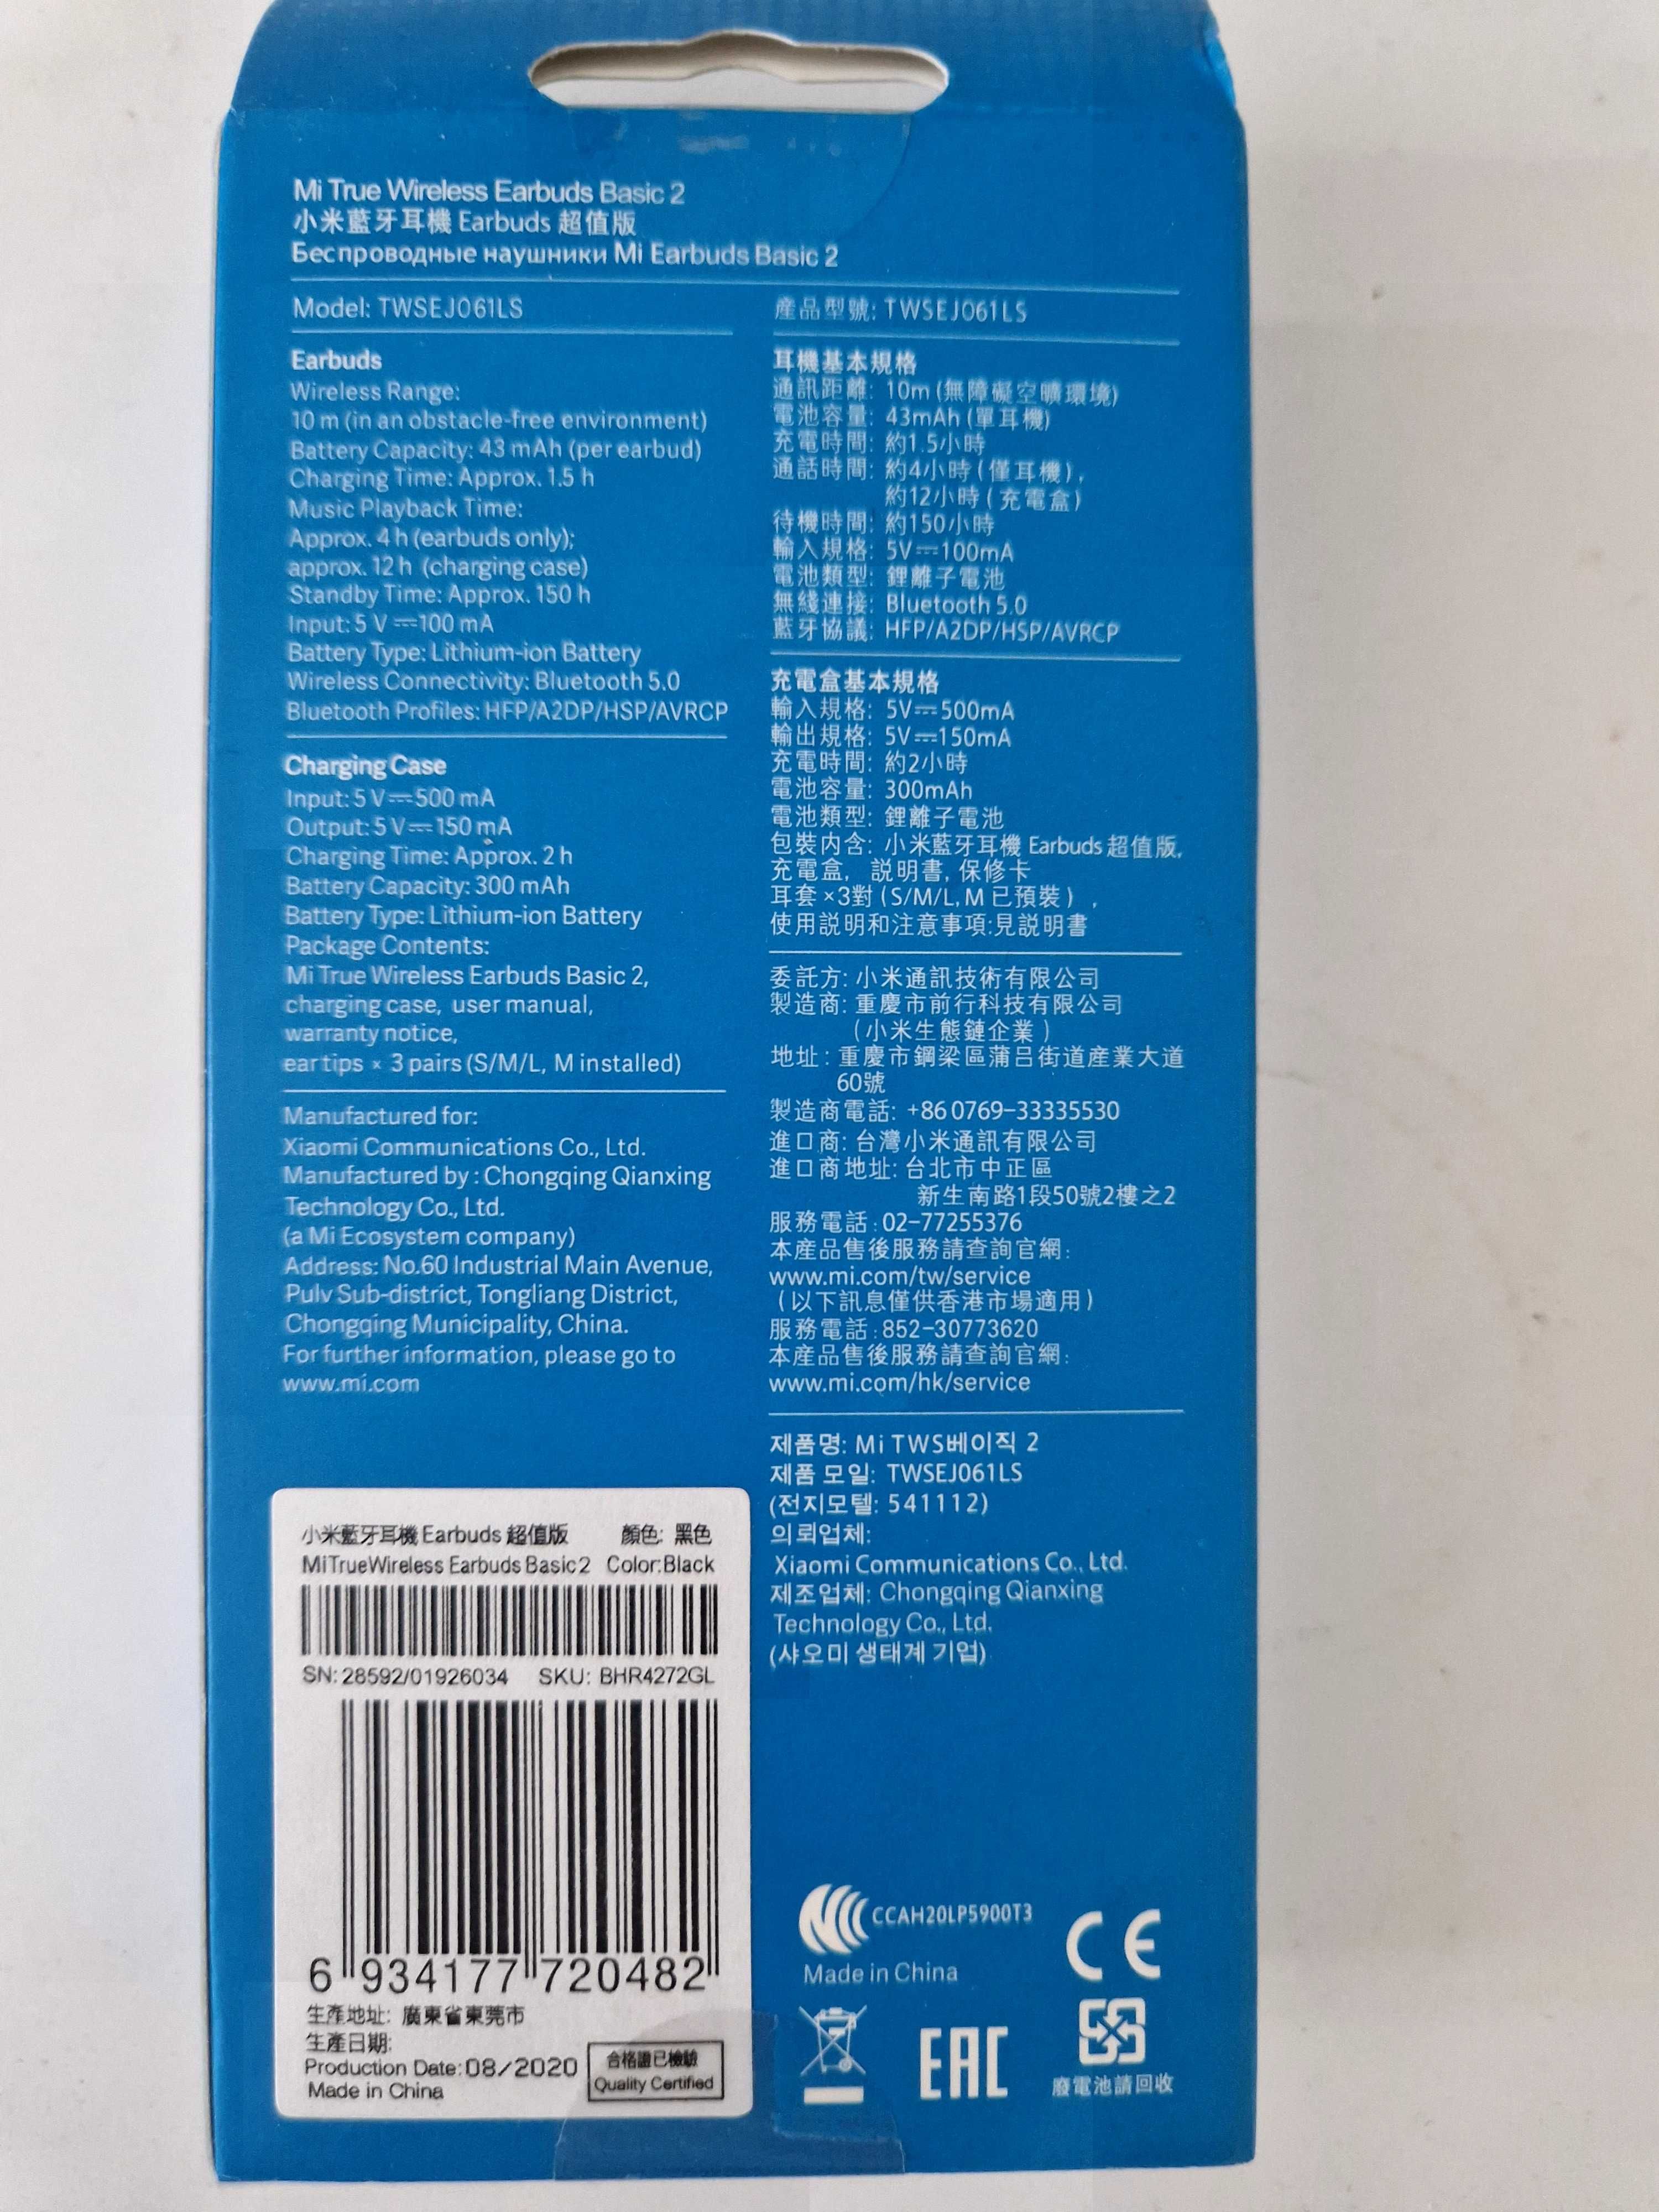 Mi True Wireless Earbuds Basic 2
小米藍牙耳機 Earbuds 超值版
Беспроводные наушники Mi Earbuds Basic 2
Model: TWSEJ061LS
Earbuds
Wireless Range:
10 m (in an obstacle-free environment)
Battery Capacity: 43 mAh (per earbud)
Charging Time: Approx. 1.5 h
Music Playback Time:
Approx. 4 h (earbuds only);
approx. 12 h (charging case)
Standby Time: Approx. 150 h
Input: 5 V⎓100 mA
Battery Type: Lithium-ion Battery
Wireless Connectivity: Bluetooth 5.0
Bluetooth Profiles: HFP/A2DP/HSP/AVRCP
Charging Case
Input: 5 V⎓500 mA
Output: 5 V⎓150 mA
Charging Time: Approx. 2 h
Battery Capacity: 300 mAh
Battery Type: Lithium-ion Battery
Package Contents:
Mi True Wireless Earbuds Basic 2,
charging case, user manual,
warranty notice,
ear tips × 3 pairs (S/M/L, M installed)
Manufactured for:
Xiaomi Communications Co., Ltd.
Manufactured by : Chongqing Qianxing
Technology Co., Ltd.
(a Mi Ecosystem company)
Address: No.60 Industrial Main Avenue,
Pulv Sub-district, Tongliang District,
Chongqing Municipality, China.
For further information, please go to
www.mi.com
產品型號: TWSEJ061LS
耳機基本規格
通訊距離: 10m (無障礙空曠環境)
電池容量: 43mAh (單耳機)
充電時間: 約1.5小時
通話時間: 約4小時 (僅耳機),
約12小時 (充電盒)
待機時間: 約150小時
輸入規格: 5V⎓100mA
電池類型: 鋰離子電池
無綫連接: Bluetooth 5.0
藍牙協議: HFP/A2DP/HSP/AVRCP
充電盒基本規格
輸入規格: 5V⎓500mA
輸出規格: 5V⎓150mA
充電時間: 約2小時
電池容量: 300mAh
電池類型: 鋰離子電池
包裝内含: 小米藍牙耳機 Earbuds 超值版,
充電盒, 説明書, 保修卡
耳套 ×3對 (S/M/L, M 已預裝) ,
使用説明和注意事項:見説明書
委託方: 小米通訊技術有限公司
製造商: 重慶市前行科技有限公司
(小米生態鏈企業)
地址: 重慶市銅梁區蒲呂街道産業大道
60號
製造商電話: +86 0769-33335530
進口商: 台灣小米通訊有限公司
進口商地址: 台北市中正區
新生南路1段50號2樓之2
服務電話:02-77255376
本産品售後服務請查詢官網:
www.mi.com/tw/service
(以下訊息僅供香港市場適用)
服務電話:852-30773620
本産品售後服務請查詢官網:
www.mi.com/hk/service
제품명: Mi TWS베이직 2
제품 모일: TWSEJ061LS
(전지모텔: 541112)
의뢰업체:
Xiaomi Communications Co., Ltd.
제조업체: Chongqing Qianxing
Technology Co., Ltd.
(샤오미 생태계 기업)
小米藍牙耳機 Earbuds 超值版 顏色: 黑色
Mi True Wireless Earbuds Basic 2 Color:Black
SN: 28592/01926034 SKU: BHR4272GL
6 934177 720482
生產地址: 廣東省東莞市
生產日期:
Production Date: 08/2020
Made in China
合格證已檢驗
Quality Certified
CCAH20LP5900T3
Made in China
CE
EAC
廢電池請回收